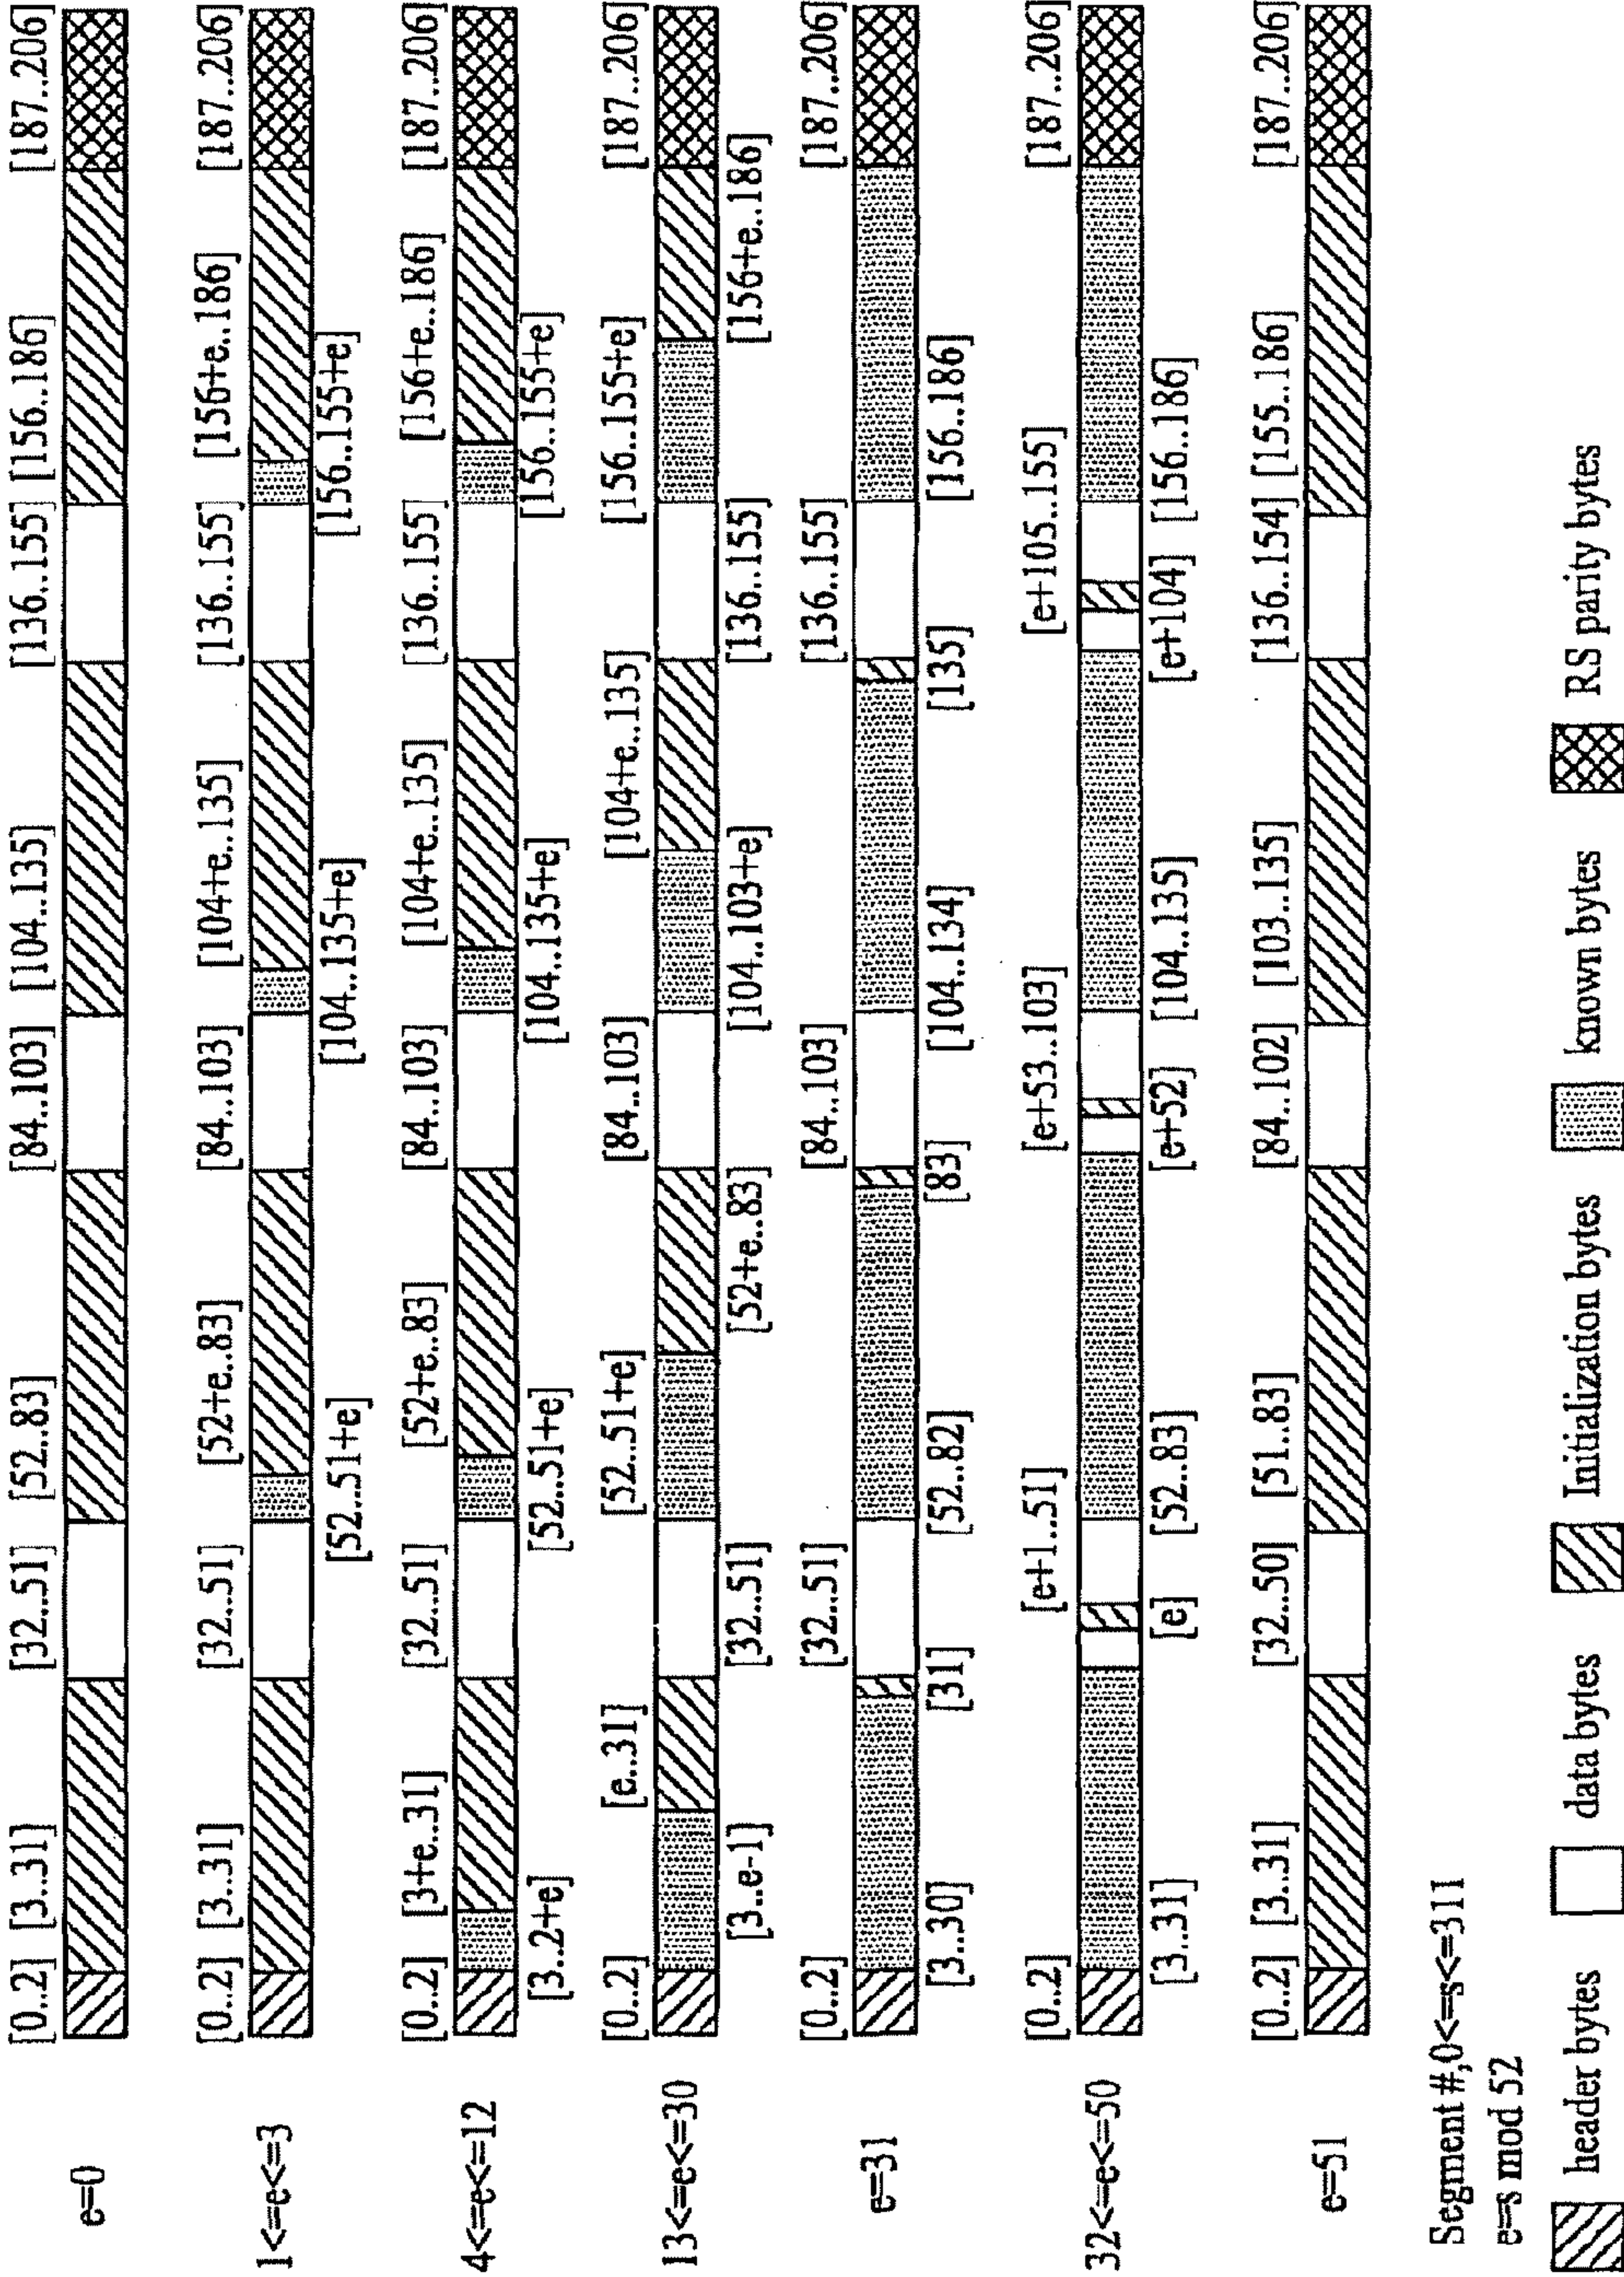 [0..2] [3..31] [32..51] [52..83] [84..103] [104..135] [136..155] [156..186] [187..206]
e=0
[0..2] [3..31] [32..51] [52+e..83] [84..103] [104+e..135] [136..155] [156+e..186] [187..206]
1<=e<=3
[52..51+e] [104..135+e] [156..155+e]
[0..2] [3+e..31] [32..51] [52+e..83] [84..103] [104+e..135] [136..155] [156+e..186] [187..206]
4<=e<=12
[3..2+e] [52..51+e] [104..135+e] [156..155+e]
[0..2] [e..31] [52..51+e] [84..103] [104+e..135] [156..155+e] [187..206]
13<=e<=30
[3..e-1] [32..51] [52+e..83] [104..103+e] [136..155] [156+e..186]
[0..2] [32..51] [84..103] [136..155] [187..206]
e=31
[3..30] [31] [52..82] [83] [104..134] [135] [156..186]
[0..2] [e+1..51] [e+53..103] [e+105..155] [187..206]
32<=e<=50
[3..31] [e] [52..83] [e+52] [104..135] [e+104] [156..186]
[0..2] [3..31] [32..50] [51..83] [84..102] [103..135] [136..154] [155..186] [187..206]
e=51
Segment #,0<=s<=311
e=s mod 52
header bytes data bytes Initialization bytes known bytes RS parity bytes